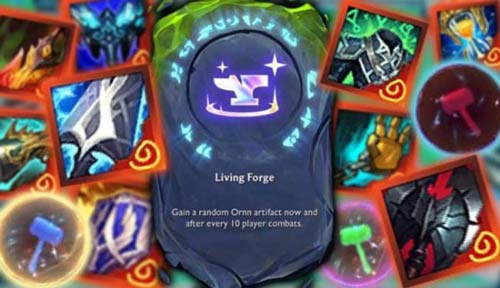 Living Forge
Gain a random Ornn artifact now and
after every 10 player combats.